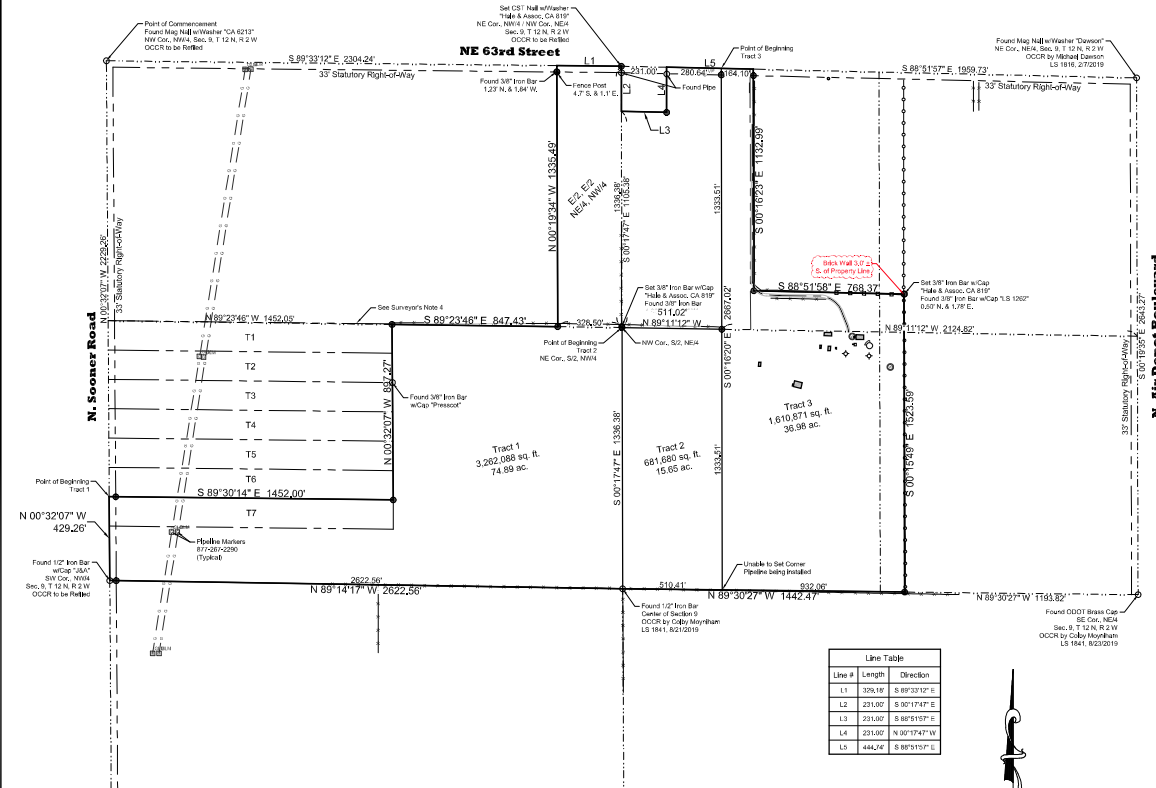 Point of Commencement
Found Mag Nail w/Washer "CA 6213"
NW Cor., NW/4, Sec. 9, T 12 N, R 2 W
OCCR to be Refiled
Set CST Nail w/Washer
"Hale & Assoc, CA 819"
NE Cor., NW/4 / NW Cor., NE/4
Sec. 9, T 12 N, R 2 W
OCCR to be Refiled
Found Mag Nail w/Washer "Dawson"
NE Cor., NE/4, Sec. 9, T 12 N, R 2 W
OCCR by Michael Dawson
LS 1616, 2/7/2019
NE 63rd Street
Point of Beginning
Tract 3
S 89°33'12" E 2304.24'
33' Statutory Right-of-Way
L1
231.00'
280.64'
L5
164.10'
S 88°51'57" E 1959.73'
33' Statutory Right-of-Way
Found 3/8" Iron Bar
1.23' N. & 1.64' W.
Fence Post
4.7' S. & 1.1' E.
L2
L4
Found Pipe
L3
N 00°32'07" W 2229.26'
33' Statutory Right-of-Way
N 00°19'34" W 1335.49'
E/2, E/2
NE/4, NW/4
1336.38'
S 00°17'47" E 1105.38'
1333.51'
S 00°16'23" E 1132.99'
Brick Wall 3.0'±
S. of Property Line
S 88°51'58" E 768.37'
Set 3/8" Iron Bar w/Cap
"Hale & Assoc. CA 819"
Found 3/8" Iron Bar w/Cap "LS 1262"
0.50' N. & 1.78' E.
Set 3/8" Iron Bar w/Cap
"Hale & Assoc. CA 819"
Found 3/8" Iron Bar
See Surveyor's Note 4
N 89°23'46" W 1452.05'
S 89°23'46" E 847.43'
328.50'
511.02'
N 89°11'12" W
S 00°16'20" E 2667.02'
N 89°11'12" W 2124.82'
S 00°19'35" E 2643.27'
33' Statutory Right-of-Way
N. Sooner Road
N. Air Depot Boulevard
Point of Beginning
Tract 2
NE Cor., S/2, NW/4
NW Cor., S/2, NE/4
T1
T2
T3
T4
T5
T6
T7
N 00°32'07" W 897.27'
Found 3/8" Iron Bar
w/Cap "Presscot"
Tract 1
3,262,088 sq. ft.
74.89 ac.
S 00°17'47" E 1336.38'
Tract 2
681,680 sq. ft.
15.65 ac.
1333.51'
Tract 3
1,610,871 sq. ft.
36.98 ac.
S 00°15'49" E 1523.59'
Point of Beginning
Tract 1
S 89°30'14" E 1452.00'
N 00°32'07" W
429.26'
Pipeline Markers
877-267-2290
(Typical)
Found 1/2" Iron Bar
w/Cap "J&A"
SW Cor., NW/4
Sec. 9, T 12 N, R 2 W
OCCR to be Refiled
2622.56'
N 89°14'17" W 2622.56'
510.41'
Unable to Set Corner
Pipeline being Installed
932.06'
N 89°30'27" W 1442.47'
N 89°30'27" W 1193.82'
Found 1/2" Iron Bar
Center of Section 9
OCCR by Colby Moyniham
LS 1841, 8/21/2019
Found ODOT Brass Cap
SE Cor., NE/4
Sec. 9, T 12 N, R 2 W
OCCR by Colby Moyniham
LS 1841, 8/23/2019
Line Table
Line # Length Direction
L1 329.18' S 89°33'12" E
L2 231.00' S 00°17'47" E
L3 231.00' S 88°51'57" E
L4 231.00' N 00°17'47" W
L5 444.74' S 88°51'57" E